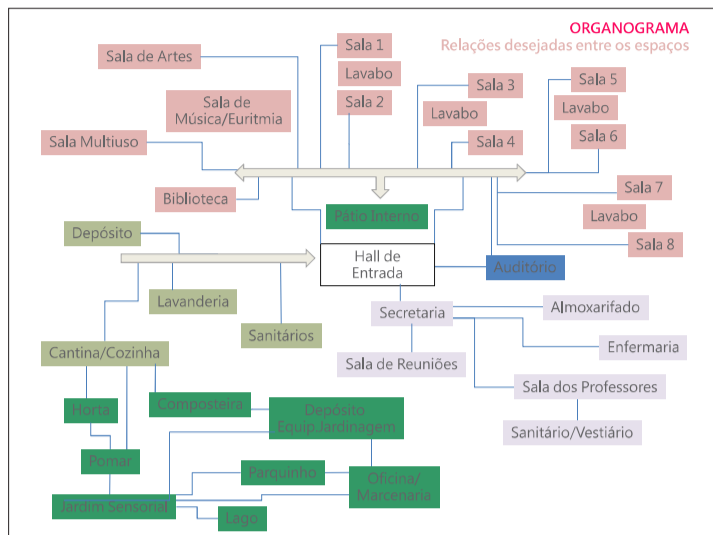 ORGANOGRAMA
Relações desejadas entre os espaços
Sala de Artes
Sala 1
Lavabo
Sala 2
Sala 3
Lavabo
Sala 4
Sala 5
Lavabo
Sala 6
Sala de
Música/Euritmia
Sala Multiuso
Biblioteca
Pátio Interno
Sala 7
Lavabo
Sala 8
Depósito
Hall de
Entrada
Auditório
Lavanderia
Sanitários
Secretaria
Almoxarifado
Enfermaria
Sala de Reuniões
Sala dos Professores
Sanitário/Vestiário
Cantina/Cozinha
Horta
Composteira
Depósito
Equip.Jardinagem
Pomar
Parquinho
Oficina/
Marcenaria
Jardim Sensorial
Lago